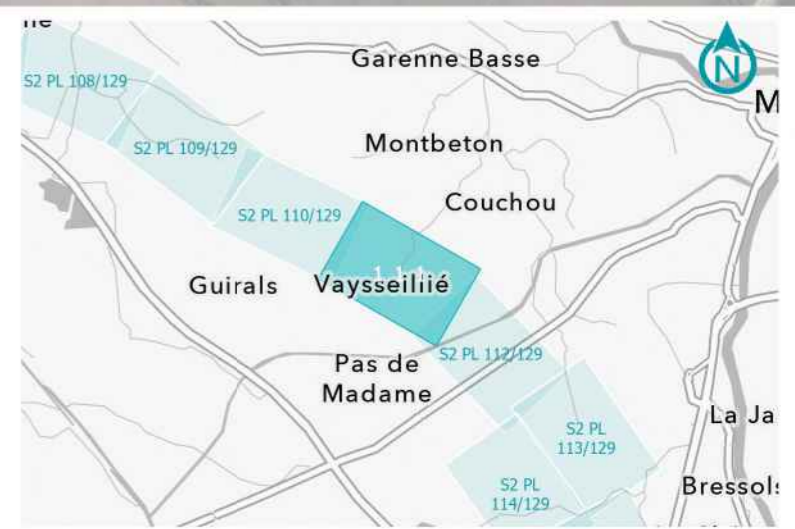 N
Garenne Basse
S2 PL 108/129
M
Montbeton
S2 PL 109/129
Couchou
S2 PL 110/129
Guirals
Vaysseiliié
S2 PL 112/129
Pas de
Madame
La Ja
S2 PL
113/129
S2 PL
114/129
Bressols